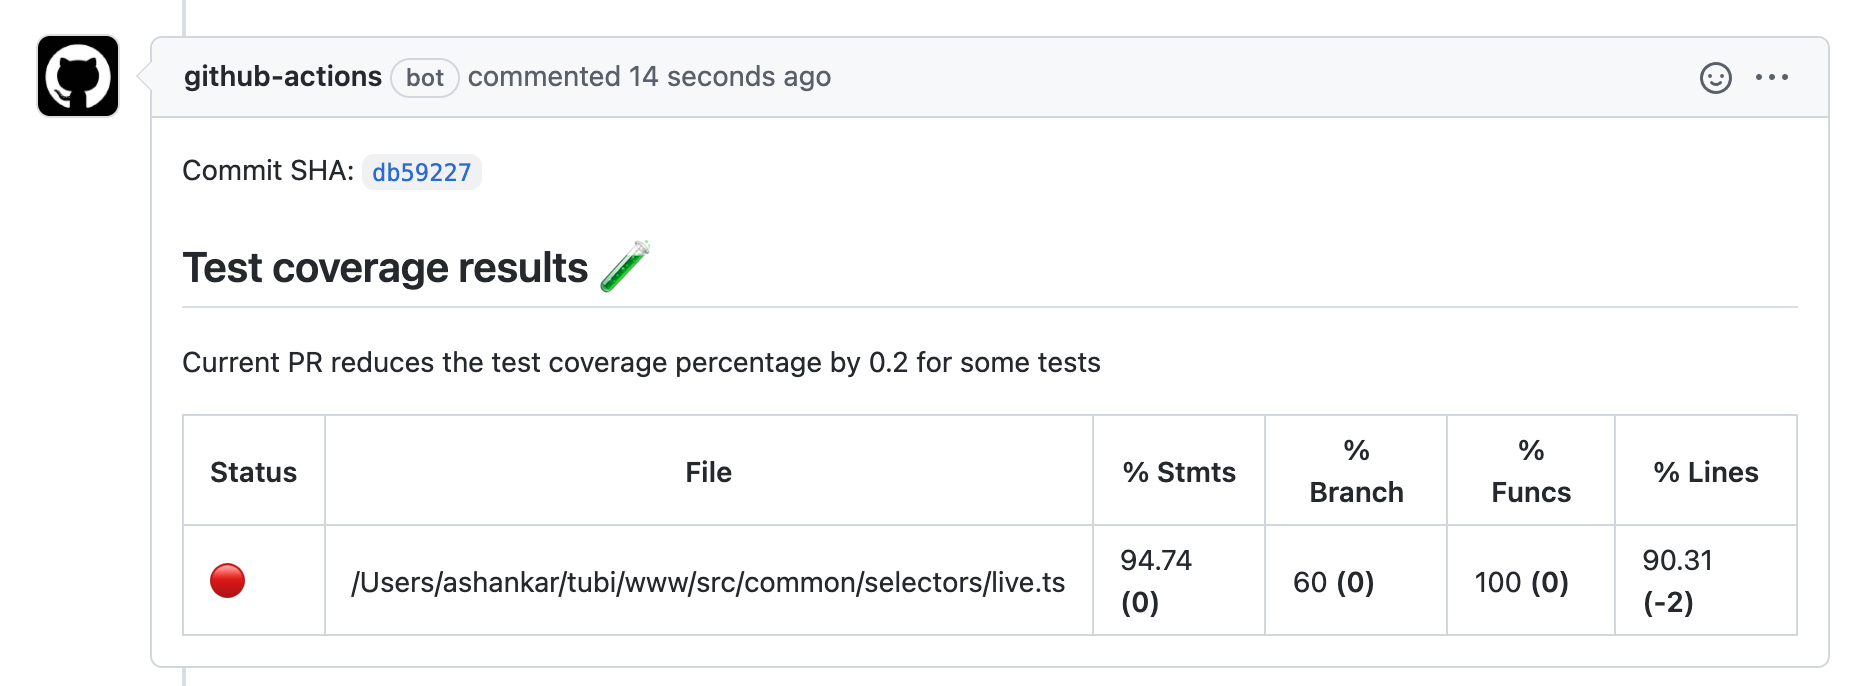 github-actions bot commented 14 seconds ago
Commit SHA: db59227
Test coverage results 🧪
Current PR reduces the test coverage percentage by 0.2 for some tests
Status File % Stmts % Branch % Funcs % Lines
🔴 /Users/ashankar/tubi/www/src/common/selectors/live.ts 94.74 (0) 60 (0) 100 (0) 90.31 (-2)